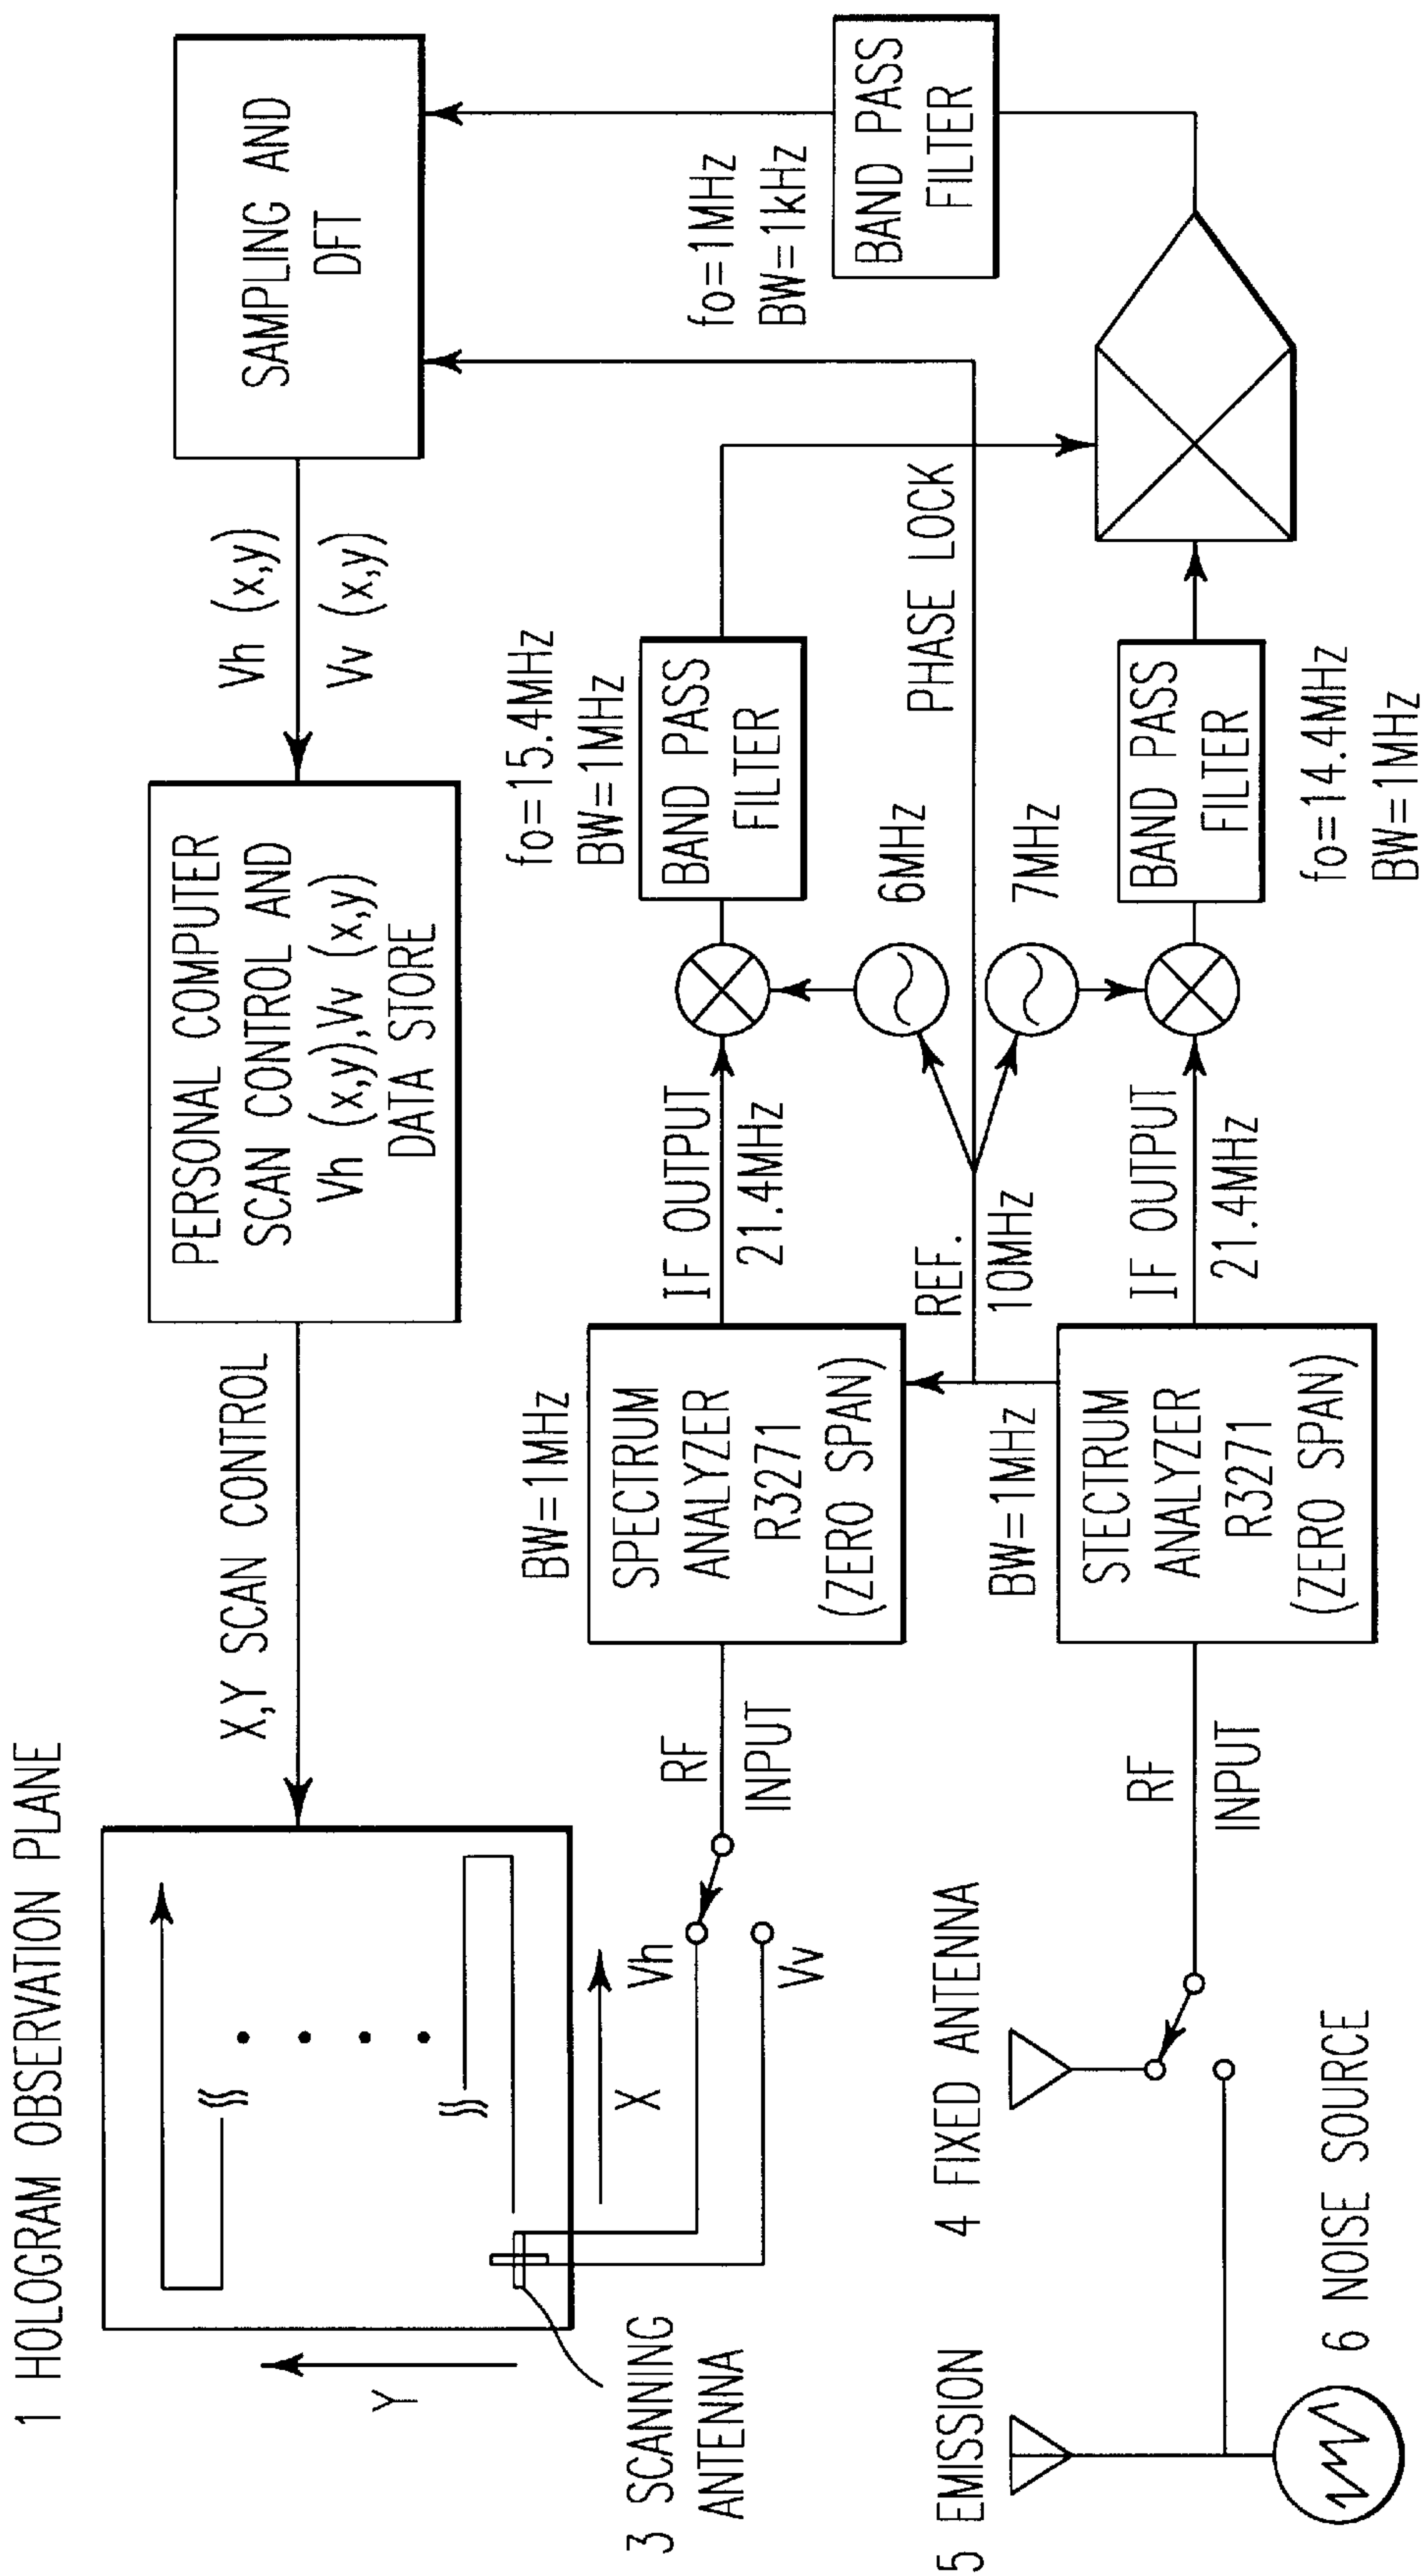 1 HOLOGRAM OBSERVATION PLANE
Y
X
3 SCANNING
ANTENNA
Vh
Vv
X,Y SCAN CONTROL
PERSONAL COMPUTER
SCAN CONTROL AND
Vh (x,y),Vv (x,y)
DATA STORE
Vh (x,y)
Vv (x,y)
SAMPLING AND
DFT
RF
INPUT
BW=1MHz
SPECTRUM
ANALYZER
R3271
(ZERO SPAN)
IF OUTPUT
21.4MHz
fo=15.4MHz
BW=1MHz
BAND PASS
FILTER
6MHz
7MHz
REF.
10MHz
PHASE LOCK
fo=1MHz
BW=1kHz
BAND PASS
FILTER
5 EMISSION
4 FIXED ANTENNA
6 NOISE SOURCE
RF
INPUT
BW=1MHz
STECTRUM
ANALYZER
R3271
(ZERO SPAN)
IF OUTPUT
21.4MHz
BAND PASS
FILTER
fo=14.4MHz
BW=1MHz